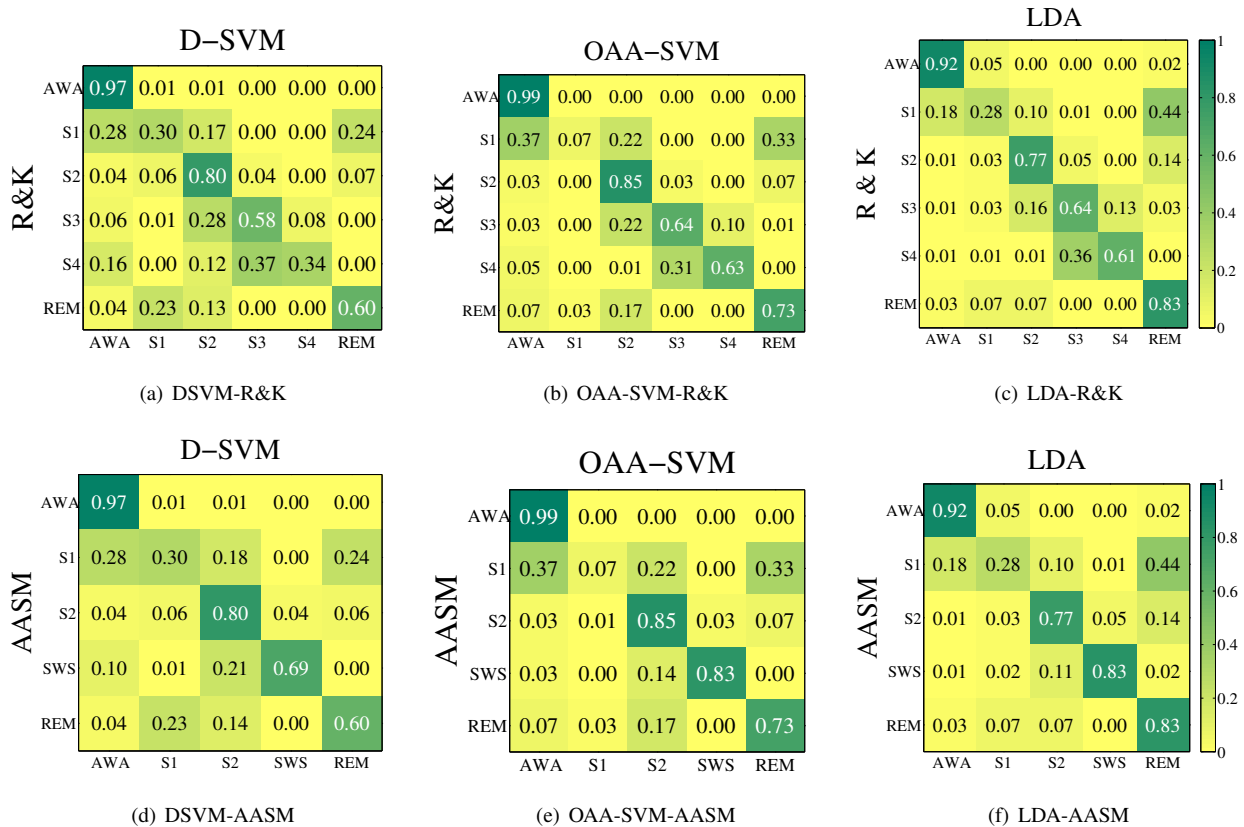 D−SVM
AWA 0.97 0.01 0.01 0.00 0.00 0.00
S1 0.28 0.30 0.17 0.00 0.00 0.24
S2 0.04 0.06 0.80 0.04 0.00 0.07
S3 0.06 0.01 0.28 0.58 0.08 0.00
S4 0.16 0.00 0.12 0.37 0.34 0.00
REM 0.04 0.23 0.13 0.00 0.00 0.60
AWA S1 S2 S3 S4 REM
R&K
(a) DSVM-R&K
OAA−SVM
AWA 0.99 0.00 0.00 0.00 0.00 0.00
S1 0.37 0.07 0.22 0.00 0.00 0.33
S2 0.03 0.00 0.85 0.03 0.00 0.07
S3 0.03 0.00 0.22 0.64 0.10 0.01
S4 0.05 0.00 0.01 0.31 0.63 0.00
REM 0.07 0.03 0.17 0.00 0.00 0.73
AWA S1 S2 S3 S4 REM
R&K
(b) OAA-SVM-R&K
LDA
AWA 0.92 0.05 0.00 0.00 0.00 0.02
S1 0.18 0.28 0.10 0.01 0.00 0.44
S2 0.01 0.03 0.77 0.05 0.00 0.14
S3 0.01 0.03 0.16 0.64 0.13 0.03
S4 0.01 0.01 0.01 0.36 0.61 0.00
REM 0.03 0.07 0.07 0.00 0.00 0.83
AWA S1 S2 S3 S4 REM
R & K
1
0.8
0.6
0.4
0.2
0
(c) LDA-R&K
D−SVM
AWA 0.97 0.01 0.01 0.00 0.00
S1 0.28 0.30 0.18 0.00 0.24
S2 0.04 0.06 0.80 0.04 0.06
SWS 0.10 0.01 0.21 0.69 0.00
REM 0.04 0.23 0.14 0.00 0.60
AWA S1 S2 SWS REM
AASM
(d) DSVM-AASM
OAA−SVM
AWA 0.99 0.00 0.00 0.00 0.00
S1 0.37 0.07 0.22 0.00 0.33
S2 0.03 0.01 0.85 0.03 0.07
SWS 0.03 0.00 0.14 0.83 0.00
REM 0.07 0.03 0.17 0.00 0.73
AWA S1 S2 SWS REM
AASM
(e) OAA-SVM-AASM
LDA
AWA 0.92 0.05 0.00 0.00 0.02
S1 0.18 0.28 0.10 0.01 0.44
S2 0.01 0.03 0.77 0.05 0.14
SWS 0.01 0.02 0.11 0.83 0.02
REM 0.03 0.07 0.07 0.00 0.83
AWA S1 S2 SWS REM
AASM
1
0.8
0.6
0.4
0.2
0
(f) LDA-AASM